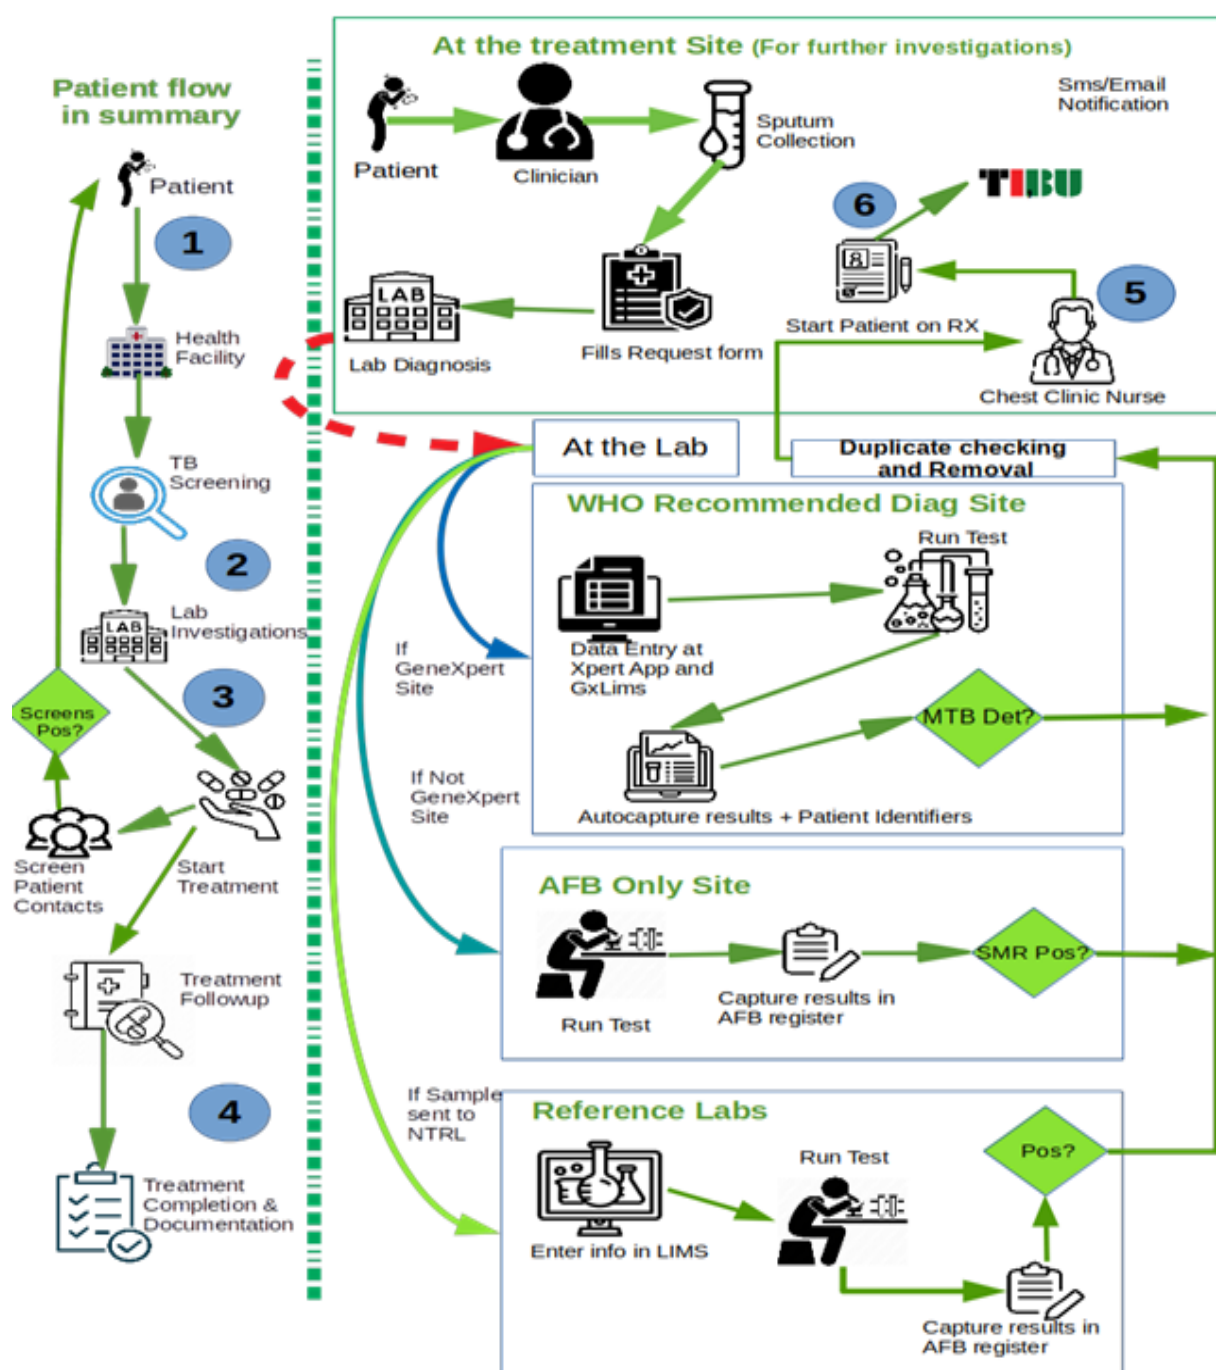 Patient flow
in summary
Patient
1
Health
Facility
TB
Screening
2
Lab
Investigations
LAB
3
Screens
Pos?
Screen
Patient
Contacts
Start
Treatment
Treatment
Followup
4
Treatment
Completion &
Documentation
At the treatment Site (For further investigations)
Patient
Clinician
Sputum
Collection
Sms/Email
Notification
TIBU
6
5
LAB
Lab Diagnosis
Fills Request form
Start Patient on RX
Chest Clinic Nurse
At the Lab
Duplicate checking
and Removal
WHO Recommended Diag Site
Run Test
Data Entry at
Xpert App and
GxLims
If
GeneXpert
Site
MTB Det?
Autocapture results + Patient Identifiers
If Not
GeneXpert
Site
AFB Only Site
Run Test
Capture results in
AFB register
SMR Pos?
If Sample
sent to
NTRL
Reference Labs
Enter info in LIMS
Run Test
Pos?
Capture results in
AFB register